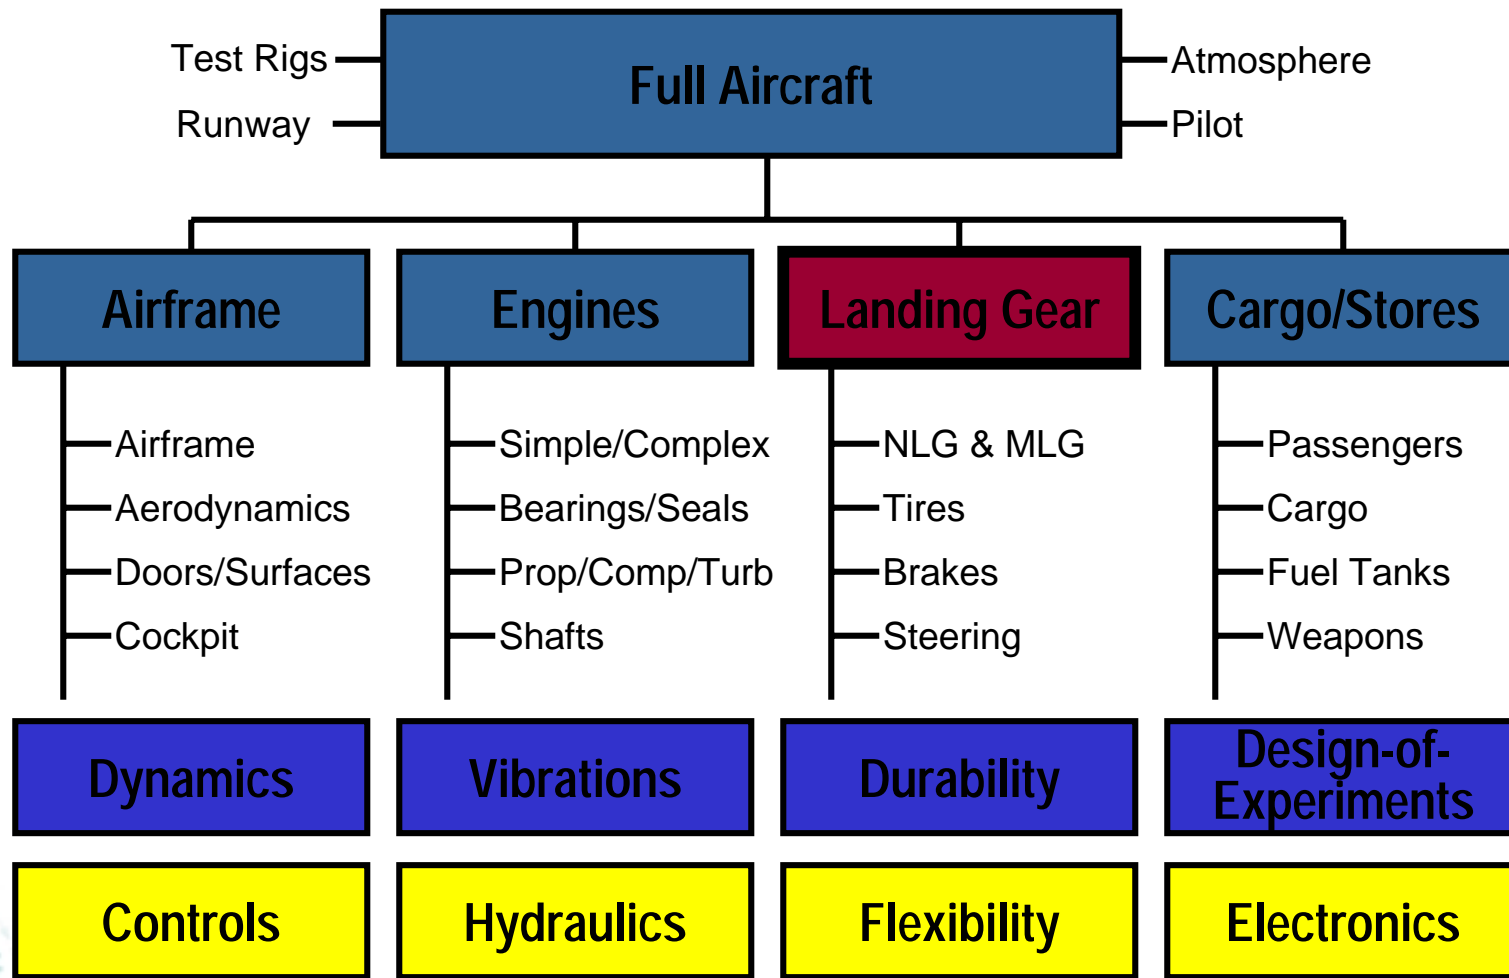 Test Rigs
Runway
Full Aircraft
Atmosphere
Pilot
Airframe
Engines
Landing Gear
Cargo/Stores
Airframe
Aerodynamics
Doors/Surfaces
Cockpit
Simple/Complex
Bearings/Seals
Prop/Comp/Turb
Shafts
NLG & MLG
Tires
Brakes
Steering
Passengers
Cargo
Fuel Tanks
Weapons
Dynamics
Vibrations
Durability
Design-of-
Experiments
Controls
Hydraulics
Flexibility
Electronics